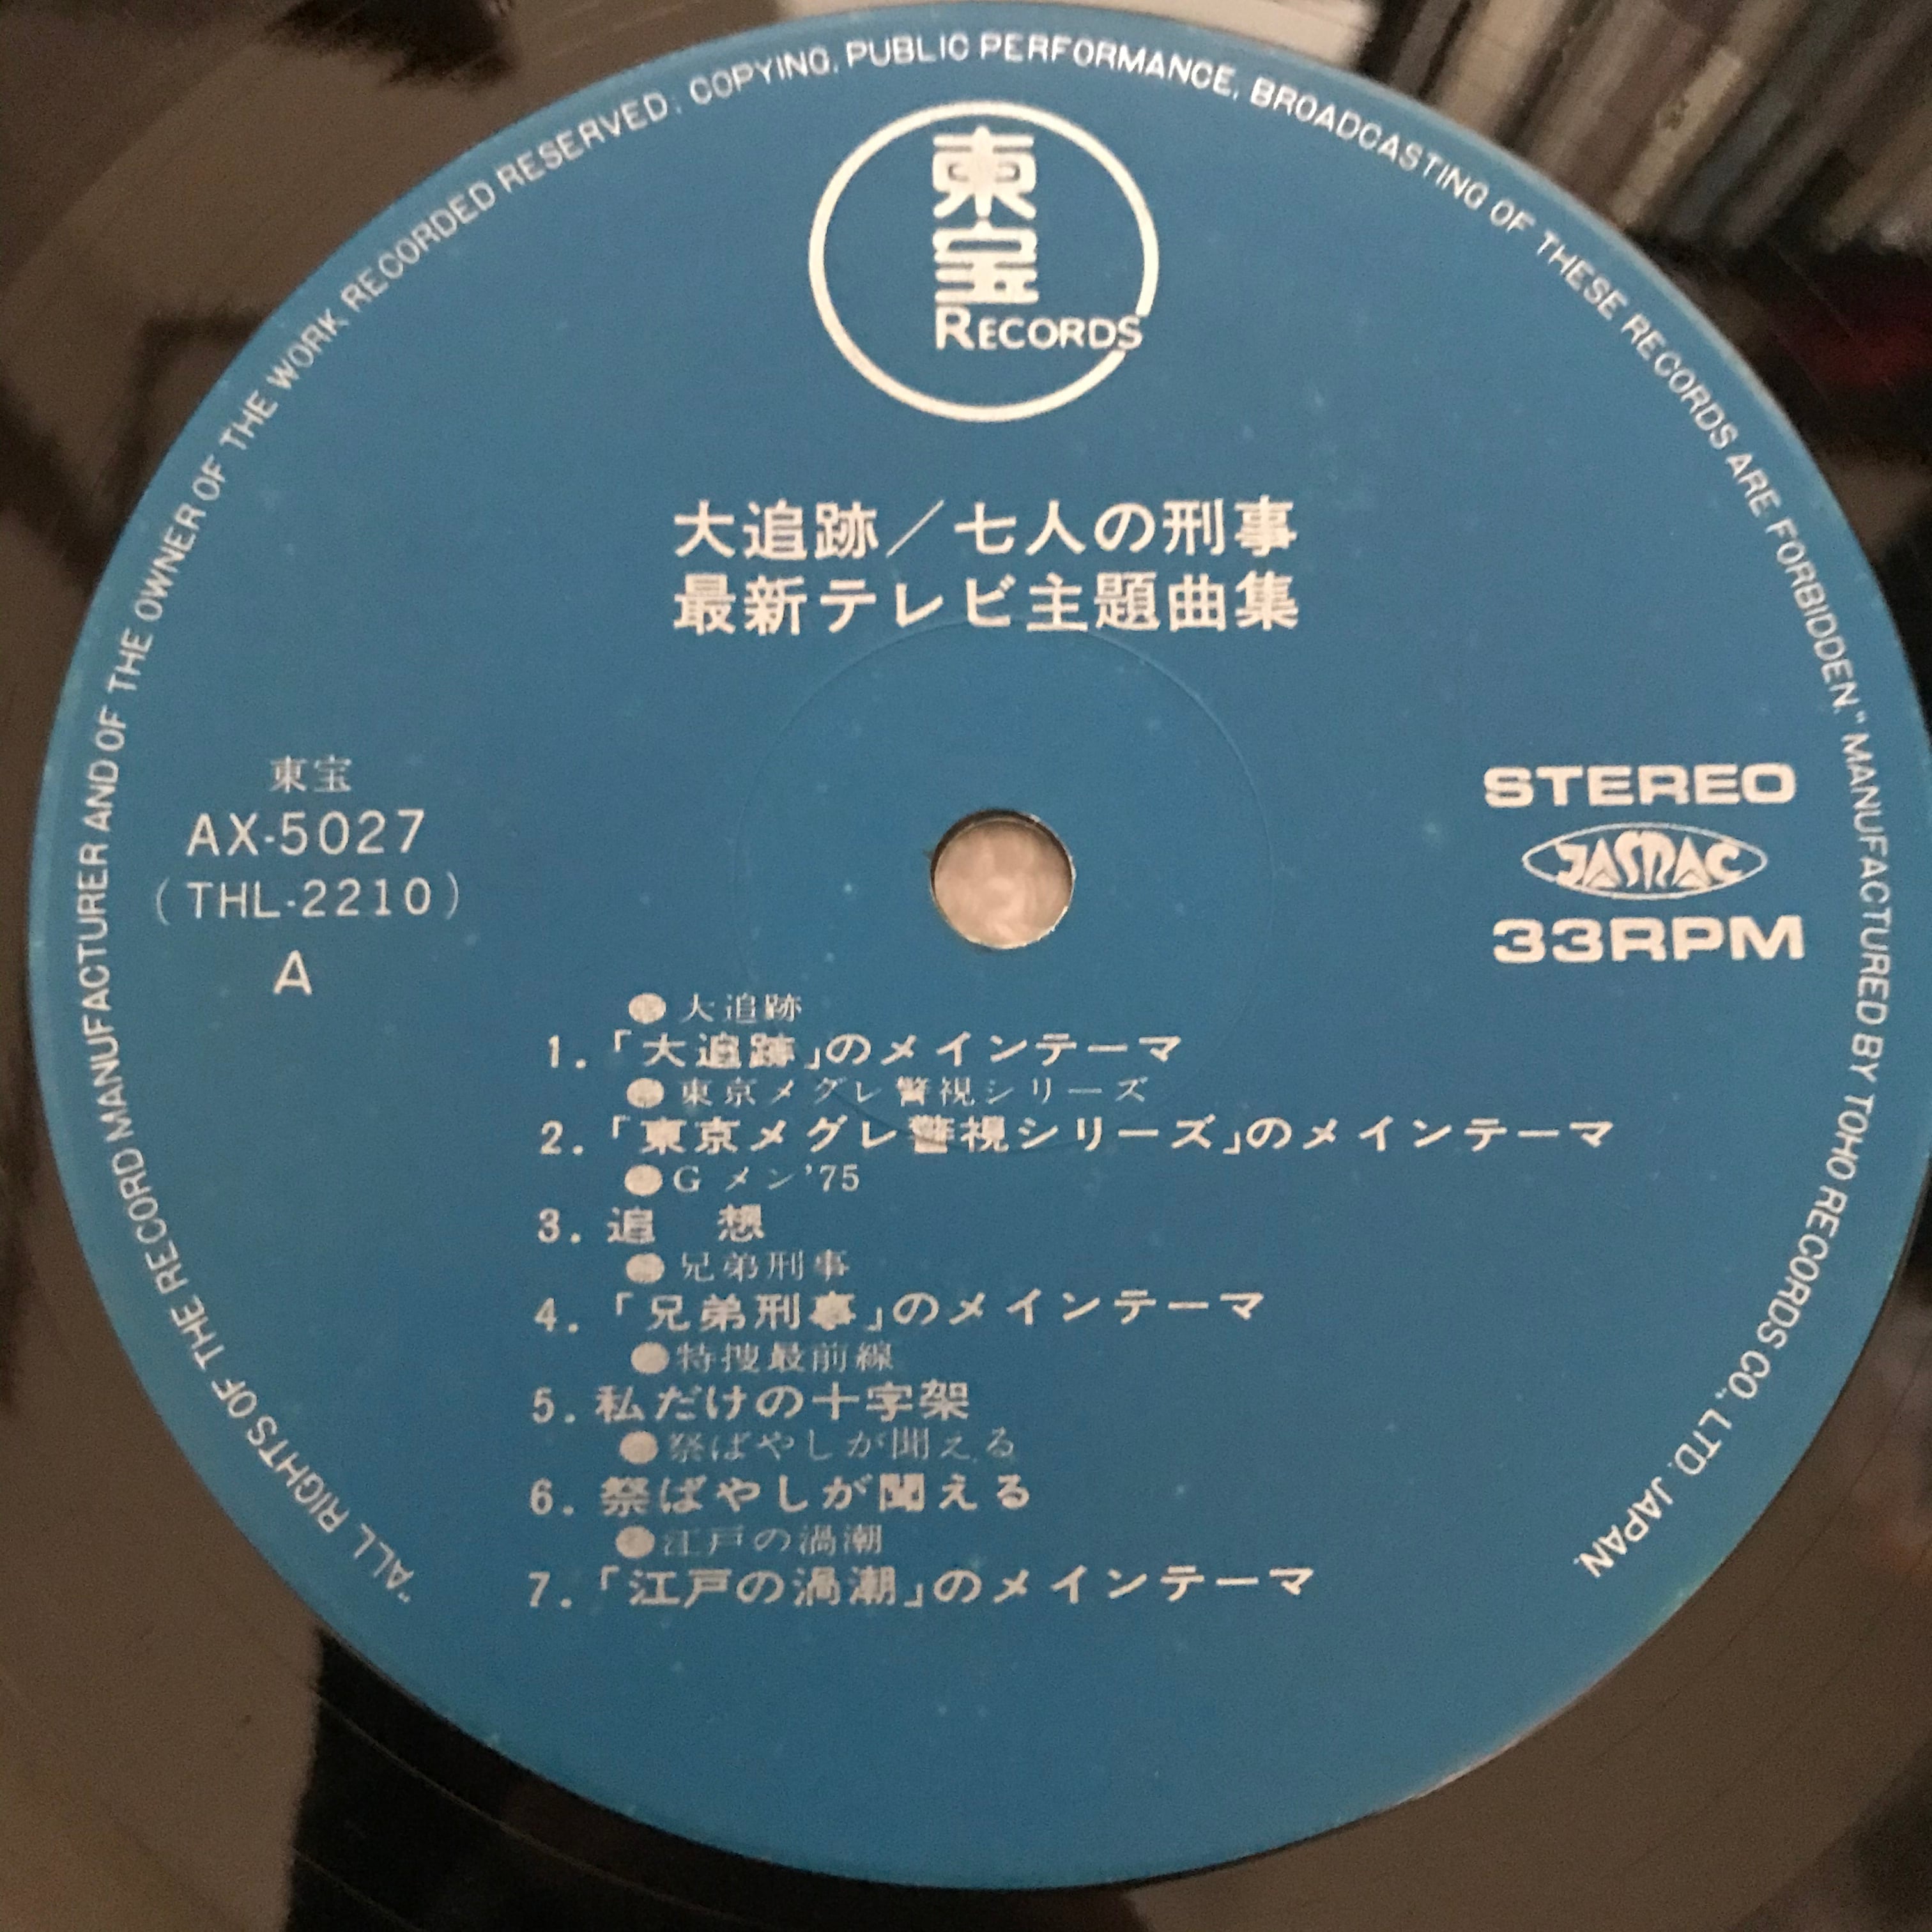 東宝
RECORDS
大追跡／七人の刑事
最新テレビ主題曲集
東宝
AX-5027
(THL-2210)
A
STEREO
JASRAC
33RPM
●大追跡
1.「大追跡」のメインテーマ
●東京メグレ警視シリーズ
2.「東京メグレ警視シリーズ」のメインテーマ
●Gメン'75
3. 追 想
●兄弟刑事
4.「兄弟刑事」のメインテーマ
●特捜最前線
5. 私だけの十字架
●祭ばやしが聞える
6. 祭ばやしが聞える
●江戸の渦潮
7.「江戸の渦潮」のメインテーマ
"ALL RIGHTS OF THE RECORD MANUFACTURER AND OF THE OWNER OF THE WORK RECORDED RESERVED. COPYING, PUBLIC PERFORMANCE, BROADCASTING OF THESE RECORDS ARE FORBIDDEN." MANUFACTURED BY TOHO RECORDS CO., LTD. JAPAN.